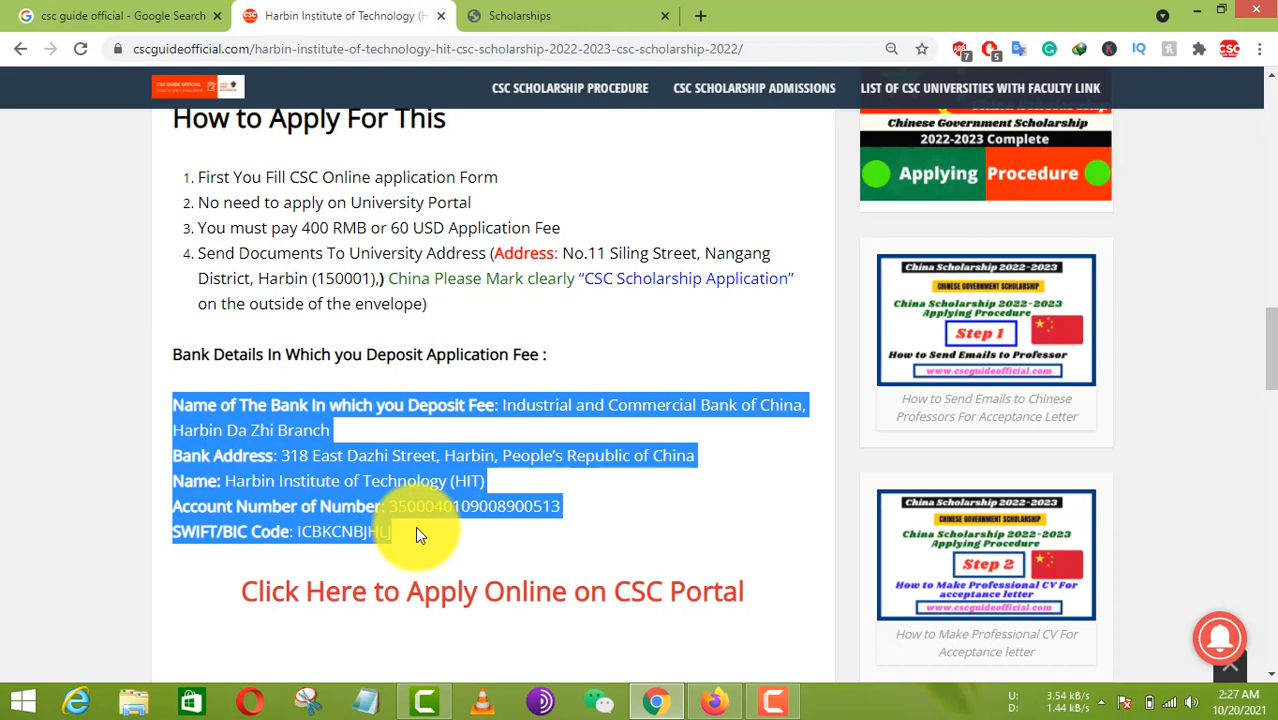 csc guide official - Google Search
Harbin Institute of Technology (H
Scholarships
cscguideofficial.com/harbin-institute-of-technology-hit-csc-scholarship-2022-2023-csc-scholarship-2022/
7
5
IQ
CSC GUIDE OFFICIAL
CSC SCHOLARSHIP PROCEDURE
CSC SCHOLARSHIP ADMISSIONS
LIST OF CSC UNIVERSITIES WITH FACULTY LINK
How to Apply For This
1. First You Fill CSC Online application Form
2. No need to apply on University Portal
3. You must pay 400 RMB or 60 USD Application Fee
4. Send Documents To University Address (Address: No.11 Siling Street, Nangang
District, Harbin (150001),) China Please Mark clearly “CSC Scholarship Application”
on the outside of the envelope)
Bank Details In Which you Deposit Application Fee :
Name of The Bank In which you Deposit Fee: Industrial and Commercial Bank of China,
Harbin Da Zhi Branch
Bank Address: 318 East Dazhi Street, Harbin, People’s Republic of China
Name: Harbin Institute of Technology (HIT)
Account Number of Number: 3500040109008900513
SWIFT/BIC Code: ICBKCNBJHLJ
Click Here to Apply Online on CSC Portal
Chinese Government Scholarship
2022-2023 Complete
Applying Procedure
China Scholarship 2022-2023
CHINESE GOVERNMENT SCHOLARSHIP
China Scholarship 2022-2023
Applying Procedure
Step 1
How to Send Emails to Professor
www.cscguideofficial.com
How to Send Emails to Chinese
Professors For Acceptance Letter
China Scholarship 2022-2023
CHINESE GOVERNMENT SCHOLARSHIP
China Scholarship 2022-2023
Applying Procedure
Step 2
How to Make Professional CV For
acceptance letter
www.cscguideofficial.com
How to Make Professional CV For
Acceptance letter
U: 3.54 kB/s
D: 1.44 kB/s
2:27 AM
10/20/2021